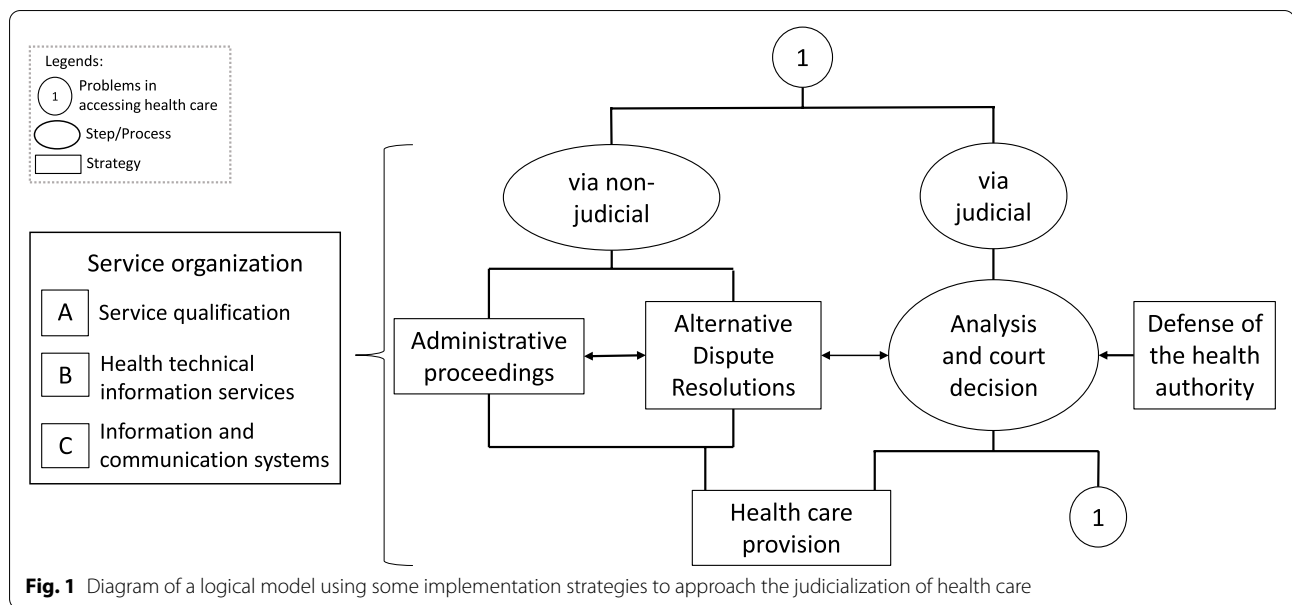 Legends:
1
Problems in
accessing health care
Step/Process
Strategy
Service organization
A
Service qualification
B
Health technical
information services
C
Information and
communication systems
1
via non-
judicial
via
judicial
Administrative
proceedings
Alternative
Dispute
Resolutions
Analysis
and court
decision
Defense of
the health
authority
Health care
provision
1
Fig. 1 Diagram of a logical model using some implementation strategies to approach the judicialization of health care